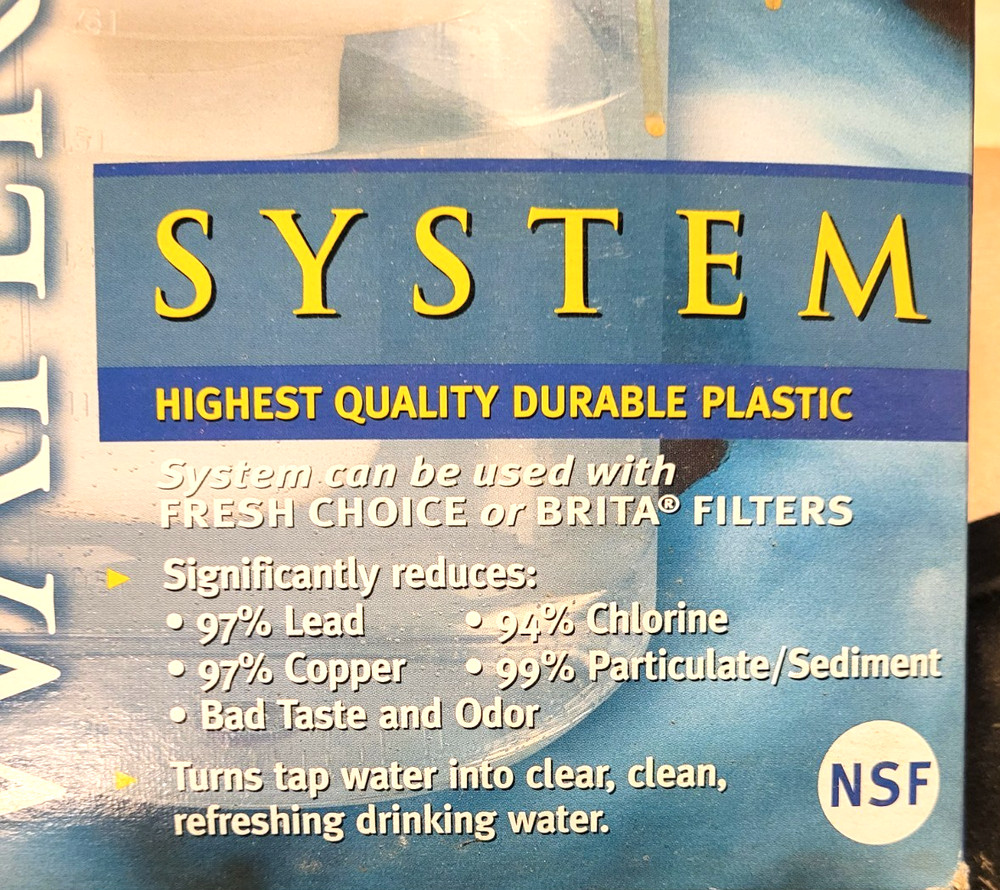 WATER
SYSTEM
HIGHEST QUALITY DURABLE PLASTIC
System can be used with
FRESH CHOICE or BRITA® FILTERS
Significantly reduces:
• 97% Lead • 94% Chlorine
• 97% Copper • 99% Particulate/Sediment
• Bad Taste and Odor
Turns tap water into clear, clean,
refreshing drinking water.
NSF